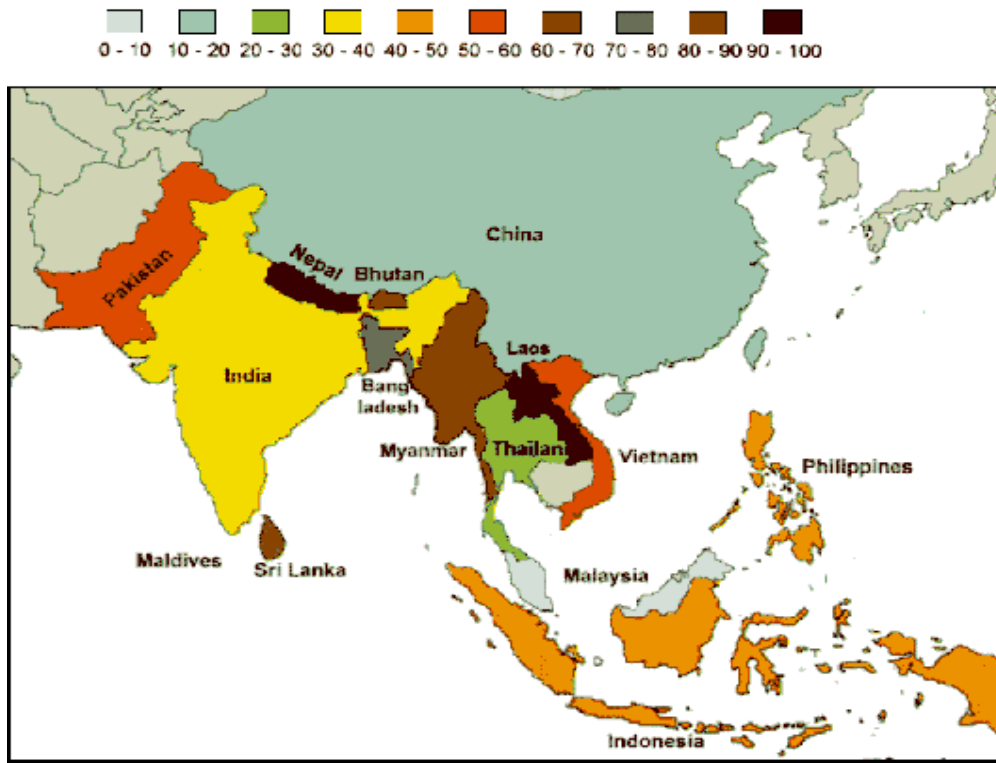 0 - 10 10 - 20 20 - 30 30 - 40 40 - 50 50 - 60 60 - 70 70 - 80 80 - 90 90 - 100
China
Nepal
Bhutan
Pakistan
Laos
India
Bang
ladesh
Myanmar
Thailan
Vietnam
Philippines
Maldives
Sri Lanka
Malaysia
Indonesia